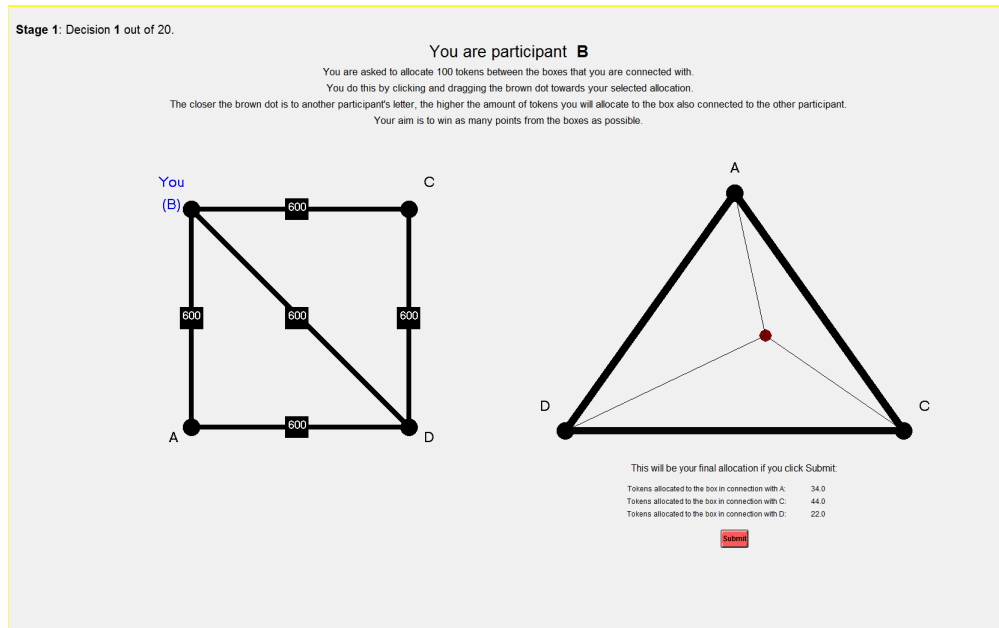 Stage 1: Decision 1 out of 20.
You are participant B
You are asked to allocate 100 tokens between the boxes that you are connected with.
You do this by clicking and dragging the brown dot towards your selected allocation.
The closer the brown dot is to another participant's letter, the higher the amount of tokens you will allocate to the box also connected to the other participant.
Your aim is to win as many points from the boxes as possible.
You
(B)
C
600
600
600
600
A
600
D
A
D
C
This will be your final allocation if you click Submit:
Tokens allocated to the box in connection with A: 34.0
Tokens allocated to the box in connection with C: 44.0
Tokens allocated to the box in connection with D: 22.0
Submit